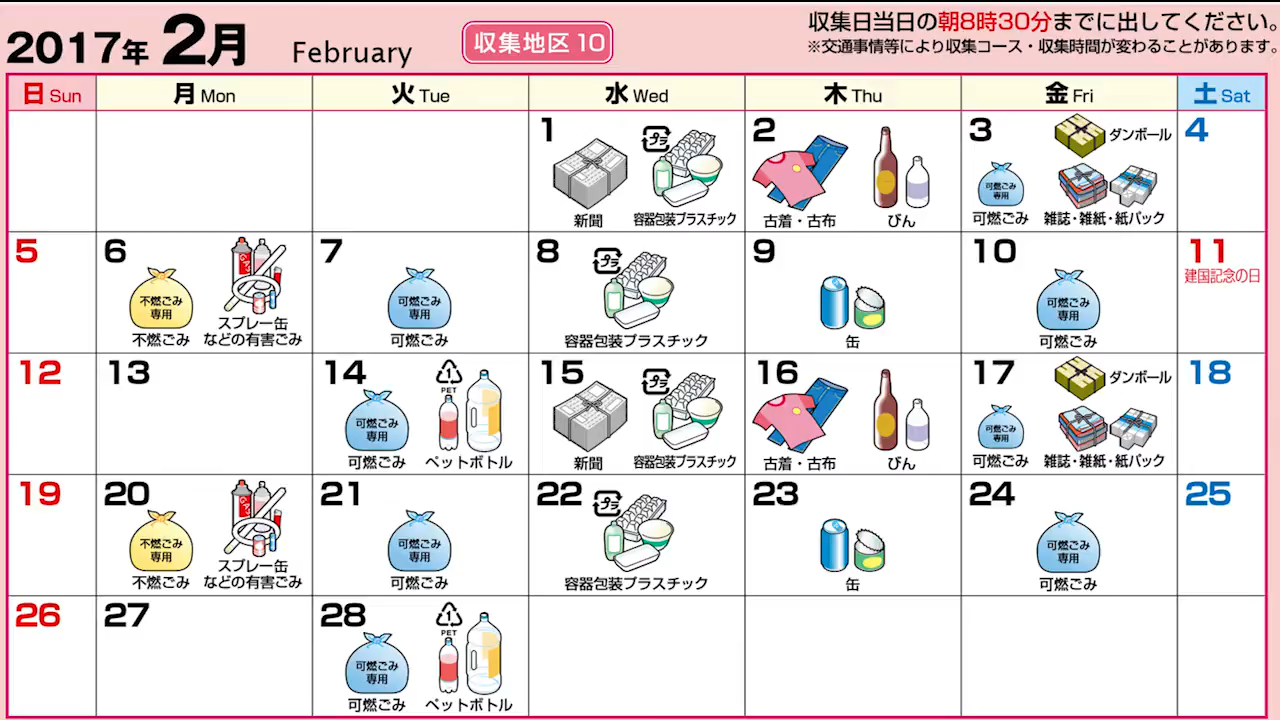 2017年 2月 February 収集地区 10
収集日当日の朝8時30分までに出してください。
※交通事情等により収集コース・収集時間が変わることがあります。
日 Sun 月 Mon 火 Tue 水 Wed 木 Thu 金 Fri 土 Sat
1
プラ
新聞 容器包装プラスチック
2
古着・古布 びん
3
ダンボール
可燃ごみ
専用
可燃ごみ 雑誌・雑紙・紙パック
4
5
6
不燃ごみ
専用
不燃ごみ
スプレー缶
などの有害ごみ
7
可燃ごみ
専用
可燃ごみ
8
プラ
容器包装プラスチック
9
缶
10
可燃ごみ
専用
可燃ごみ
11
建国記念の日
12
13
14
可燃ごみ
専用
可燃ごみ
1
PET
ペットボトル
15
プラ
新聞 容器包装プラスチック
16
古着・古布 びん
17
ダンボール
可燃ごみ
専用
可燃ごみ 雑誌・雑紙・紙パック
18
19
20
不燃ごみ
専用
不燃ごみ
スプレー缶
などの有害ごみ
21
可燃ごみ
専用
可燃ごみ
22
プラ
容器包装プラスチック
23
缶
24
可燃ごみ
専用
可燃ごみ
25
26
27
28
可燃ごみ
専用
可燃ごみ
1
PET
ペットボトル